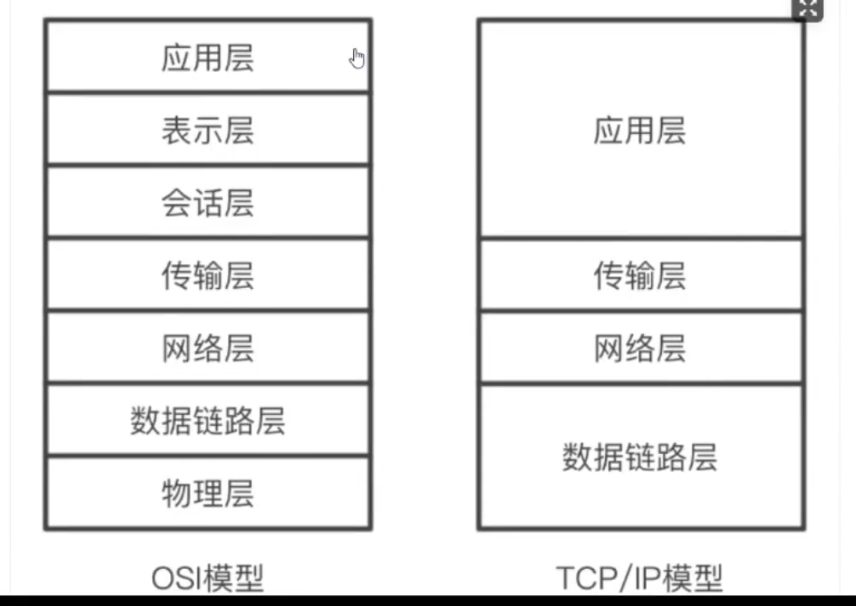 应用层
表示层
会话层
传输层
网络层
数据链路层
物理层
OSI模型
应用层
传输层
网络层
数据链路层
TCP/IP模型